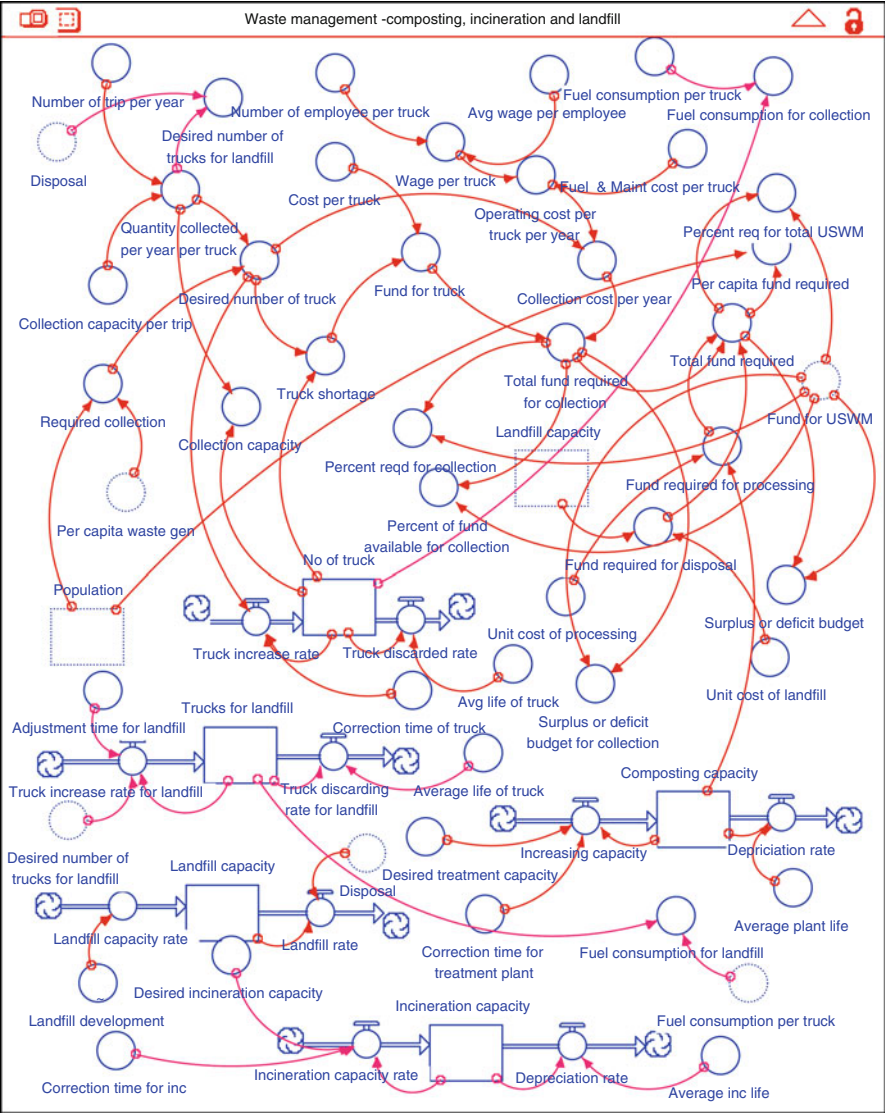 Waste management -composting, incineration and landfill
Number of trip per year
Number of employee per truck
Avg wage per employee
Fuel consumption per truck
Fuel consumption for collection
Desired number of
trucks for landfill
Disposal
Cost per truck
Wage per truck
Fuel & Maint cost per truck
Operating cost per
truck per year
Percent req for total USWM
Quantity collected
per year per truck
Desired number of truck
Fund for truck
Collection cost per year
Per capita fund required
Collection capacity per trip
Truck shortage
Total fund required
for collection
Total fund required
Required collection
Collection capacity
Landfill capacity
Fund for USWM
Percent reqd for collection
Fund required for processing
Per capita waste gen
Percent of fund
available for collection
No of truck
Fund required for disposal
Population
Truck increase rate
Truck discarded rate
Unit cost of processing
Surplus or deficit budget
Avg life of truck
Unit cost of landfill
Surplus or deficit
budget for collection
Adjustment time for landfill
Trucks for landfill
Correction time of truck
Truck increase rate for landfill
Truck discarding
rate for landfill
Average life of truck
Composting capacity
Desired number of
trucks for landfill
Landfill capacity
Disposal
Desired treatment capacity
Increasing capacity
Depriciation rate
Landfill capacity rate
Landfill rate
Correction time for
treatment plant
Fuel consumption for landfill
Average plant life
~
Landfill development
Desired incineration capacity
Incineration capacity
Fuel consumption per truck
Correction time for inc
Incineration capacity rate
Depreciation rate
Average inc life